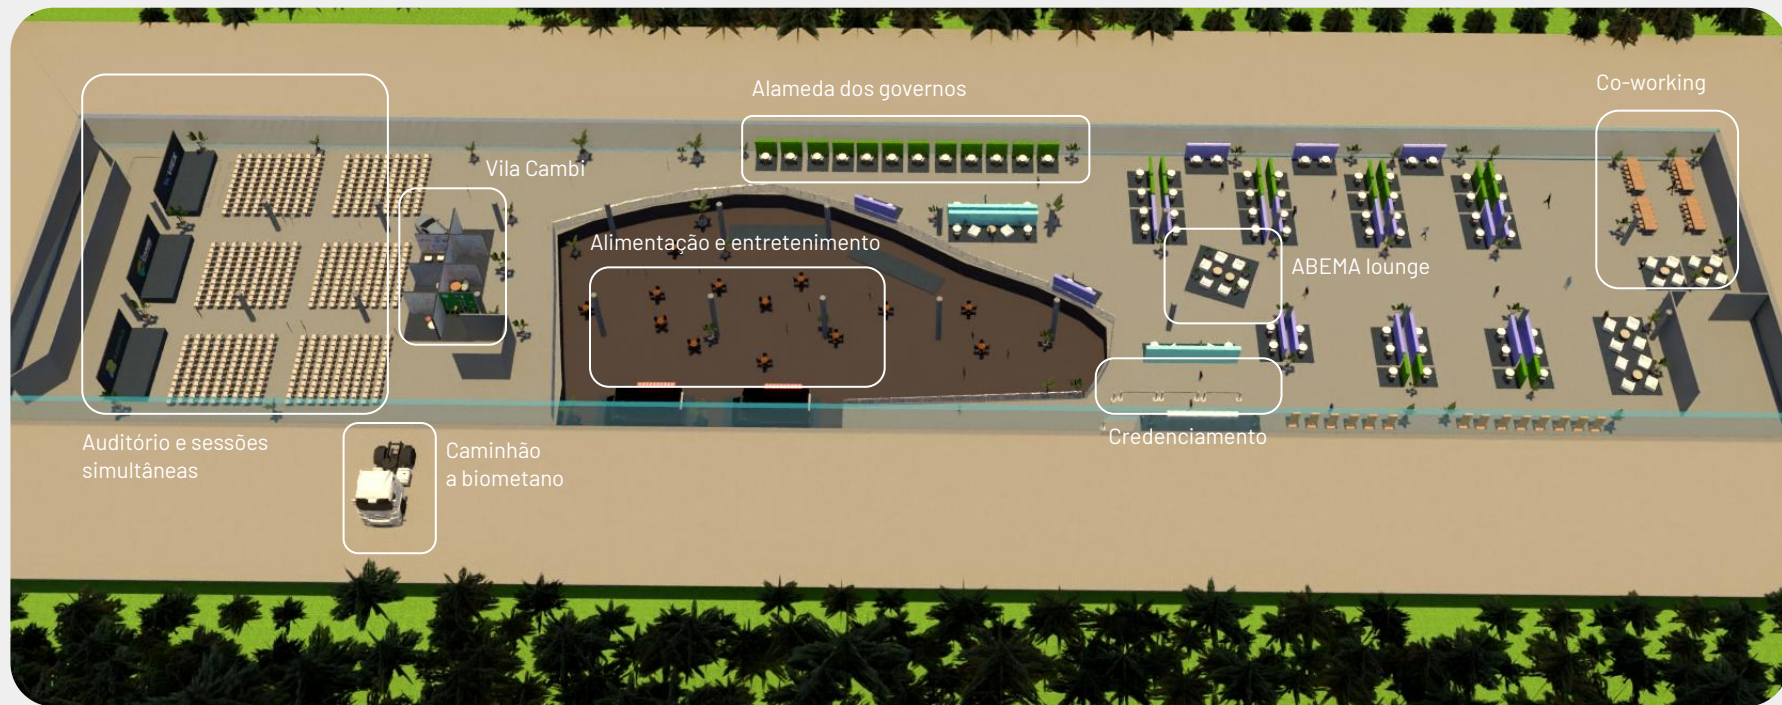 Alameda dos governos
Co-working
Vila Cambi
Alimentação e entretenimento
ABEMA lounge
Auditório e sessões
simultâneas
Caminhão
a biometano
Credenciamento